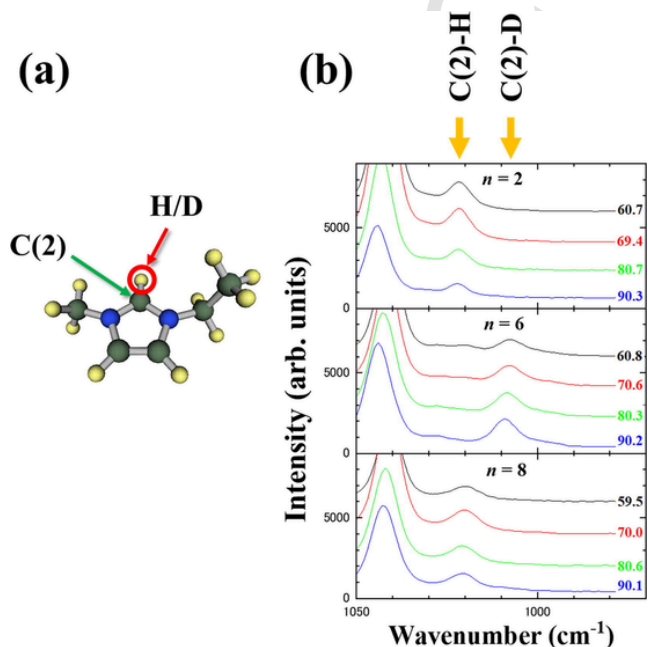 (a)
H/D
C(2)
(b)
C(2)-H
C(2)-D
n = 2
60.7
69.4
80.7
90.3
5000
0
n = 6
60.8
70.6
80.3
90.2
5000
0
n = 8
59.5
70.0
80.6
90.1
5000
0
1050
1000
Intensity (arb. units)
Wavenumber (cm⁻¹)